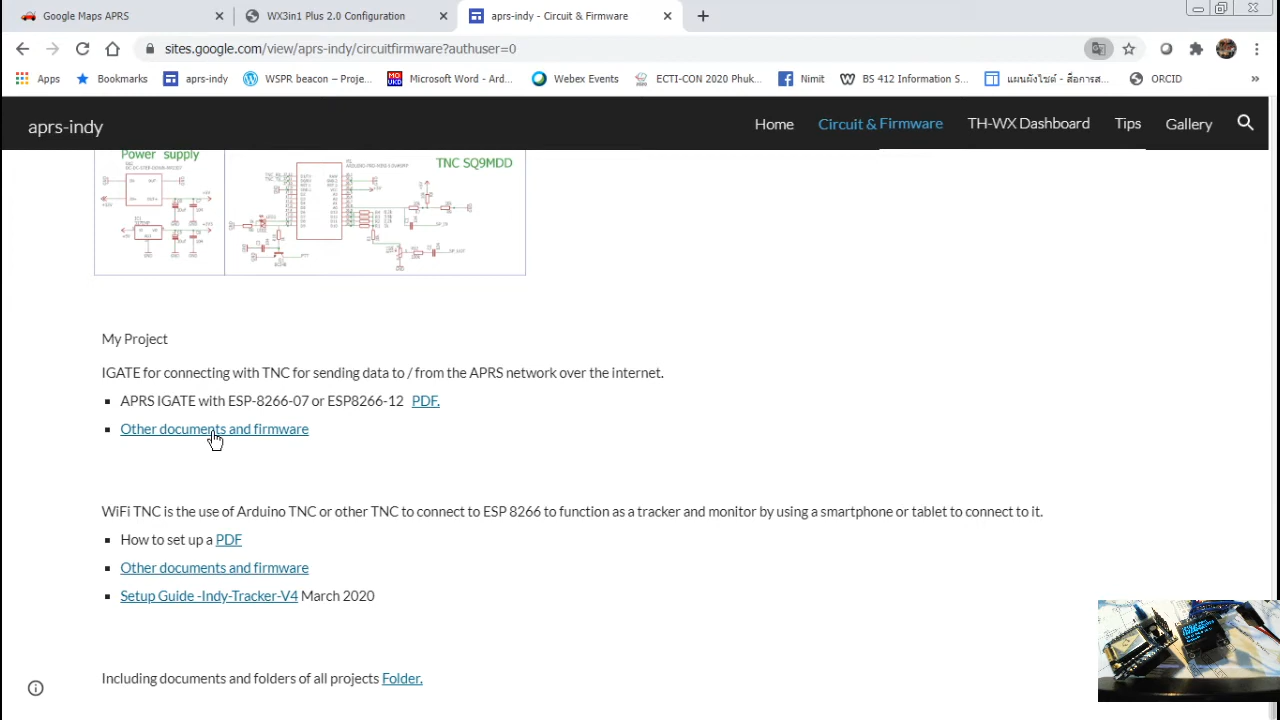 Google Maps APRS
WX3in1 Plus 2.0 Configuration
aprs-indy - Circuit & Firmware
sites.google.com/view/aprs-indy/circuitfirmware?authuser=0
Apps
Bookmarks
aprs-indy
WSPR beacon – Proje...
Microsoft Word - Ard...
Webex Events
ECTI-CON 2020 Phuk...
Nimit
BS 412 Information S...
แผนผังไซต์ - สื่อการส...
ORCID
aprs-indy
Home
Circuit & Firmware
TH-WX Dashboard
Tips
Gallery
Power supply
TNC SQ9MDD
My Project
IGATE for connecting with TNC for sending data to / from the APRS network over the internet.
APRS IGATE with ESP-8266-07 or ESP8266-12 PDF.
Other documents and firmware
WiFi TNC is the use of Arduino TNC or other TNC to connect to ESP 8266 to function as a tracker and monitor by using a smartphone or tablet to connect to it.
How to set up a PDF
Other documents and firmware
Setup Guide -Indy-Tracker-V4 March 2020
Including documents and folders of all projects Folder.